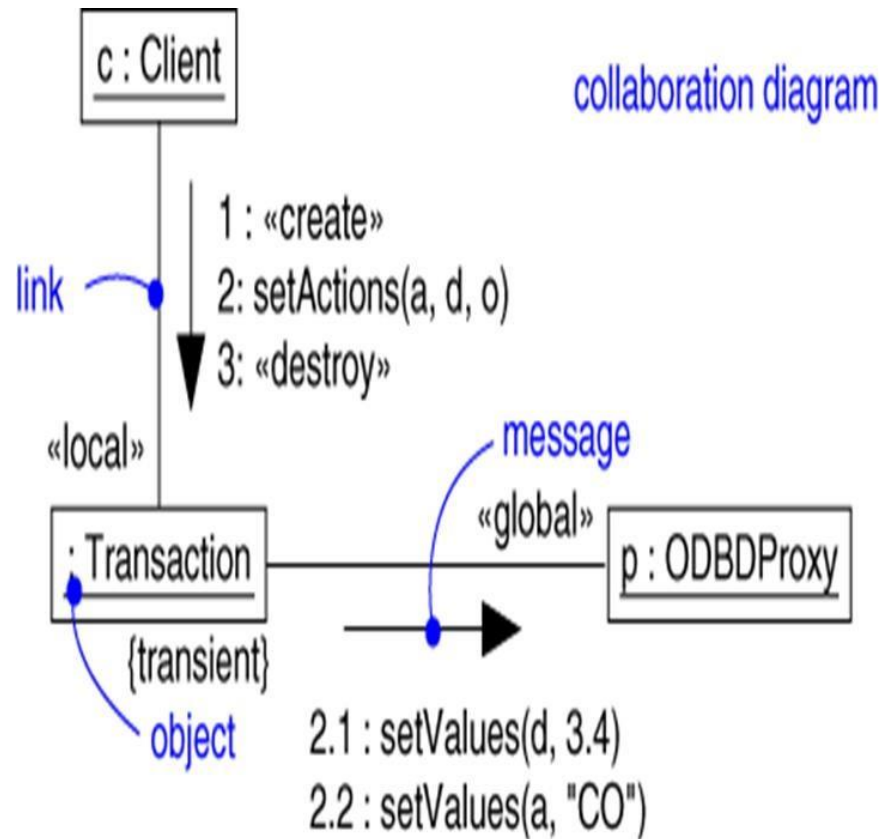 c : Client
collaboration diagram
1 : «create»
link
2: setActions(a, d, o)
3: «destroy»
«local»
message
«global»
: Transaction
p : ODBDProxy
{transient}
object
2.1 : setValues(d, 3.4)
2.2 : setValues(a, "CO")